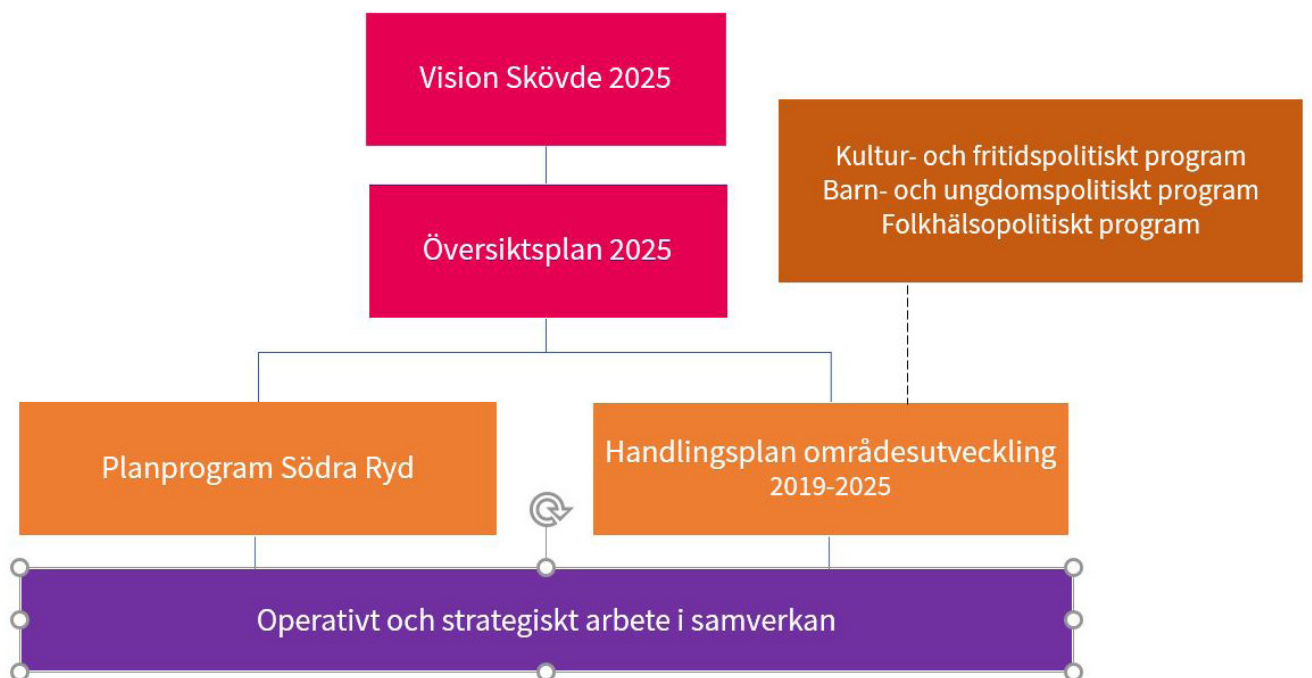 Vision Skövde 2025
Kultur- och fritidspolitiskt program
Barn- och ungdomspolitiskt program
Folkhälsopolitiskt program
Översiktsplan 2025
Planprogram Södra Ryd
Handlingsplan områdesutveckling
2019-2025
Operativt och strategiskt arbete i samverkan